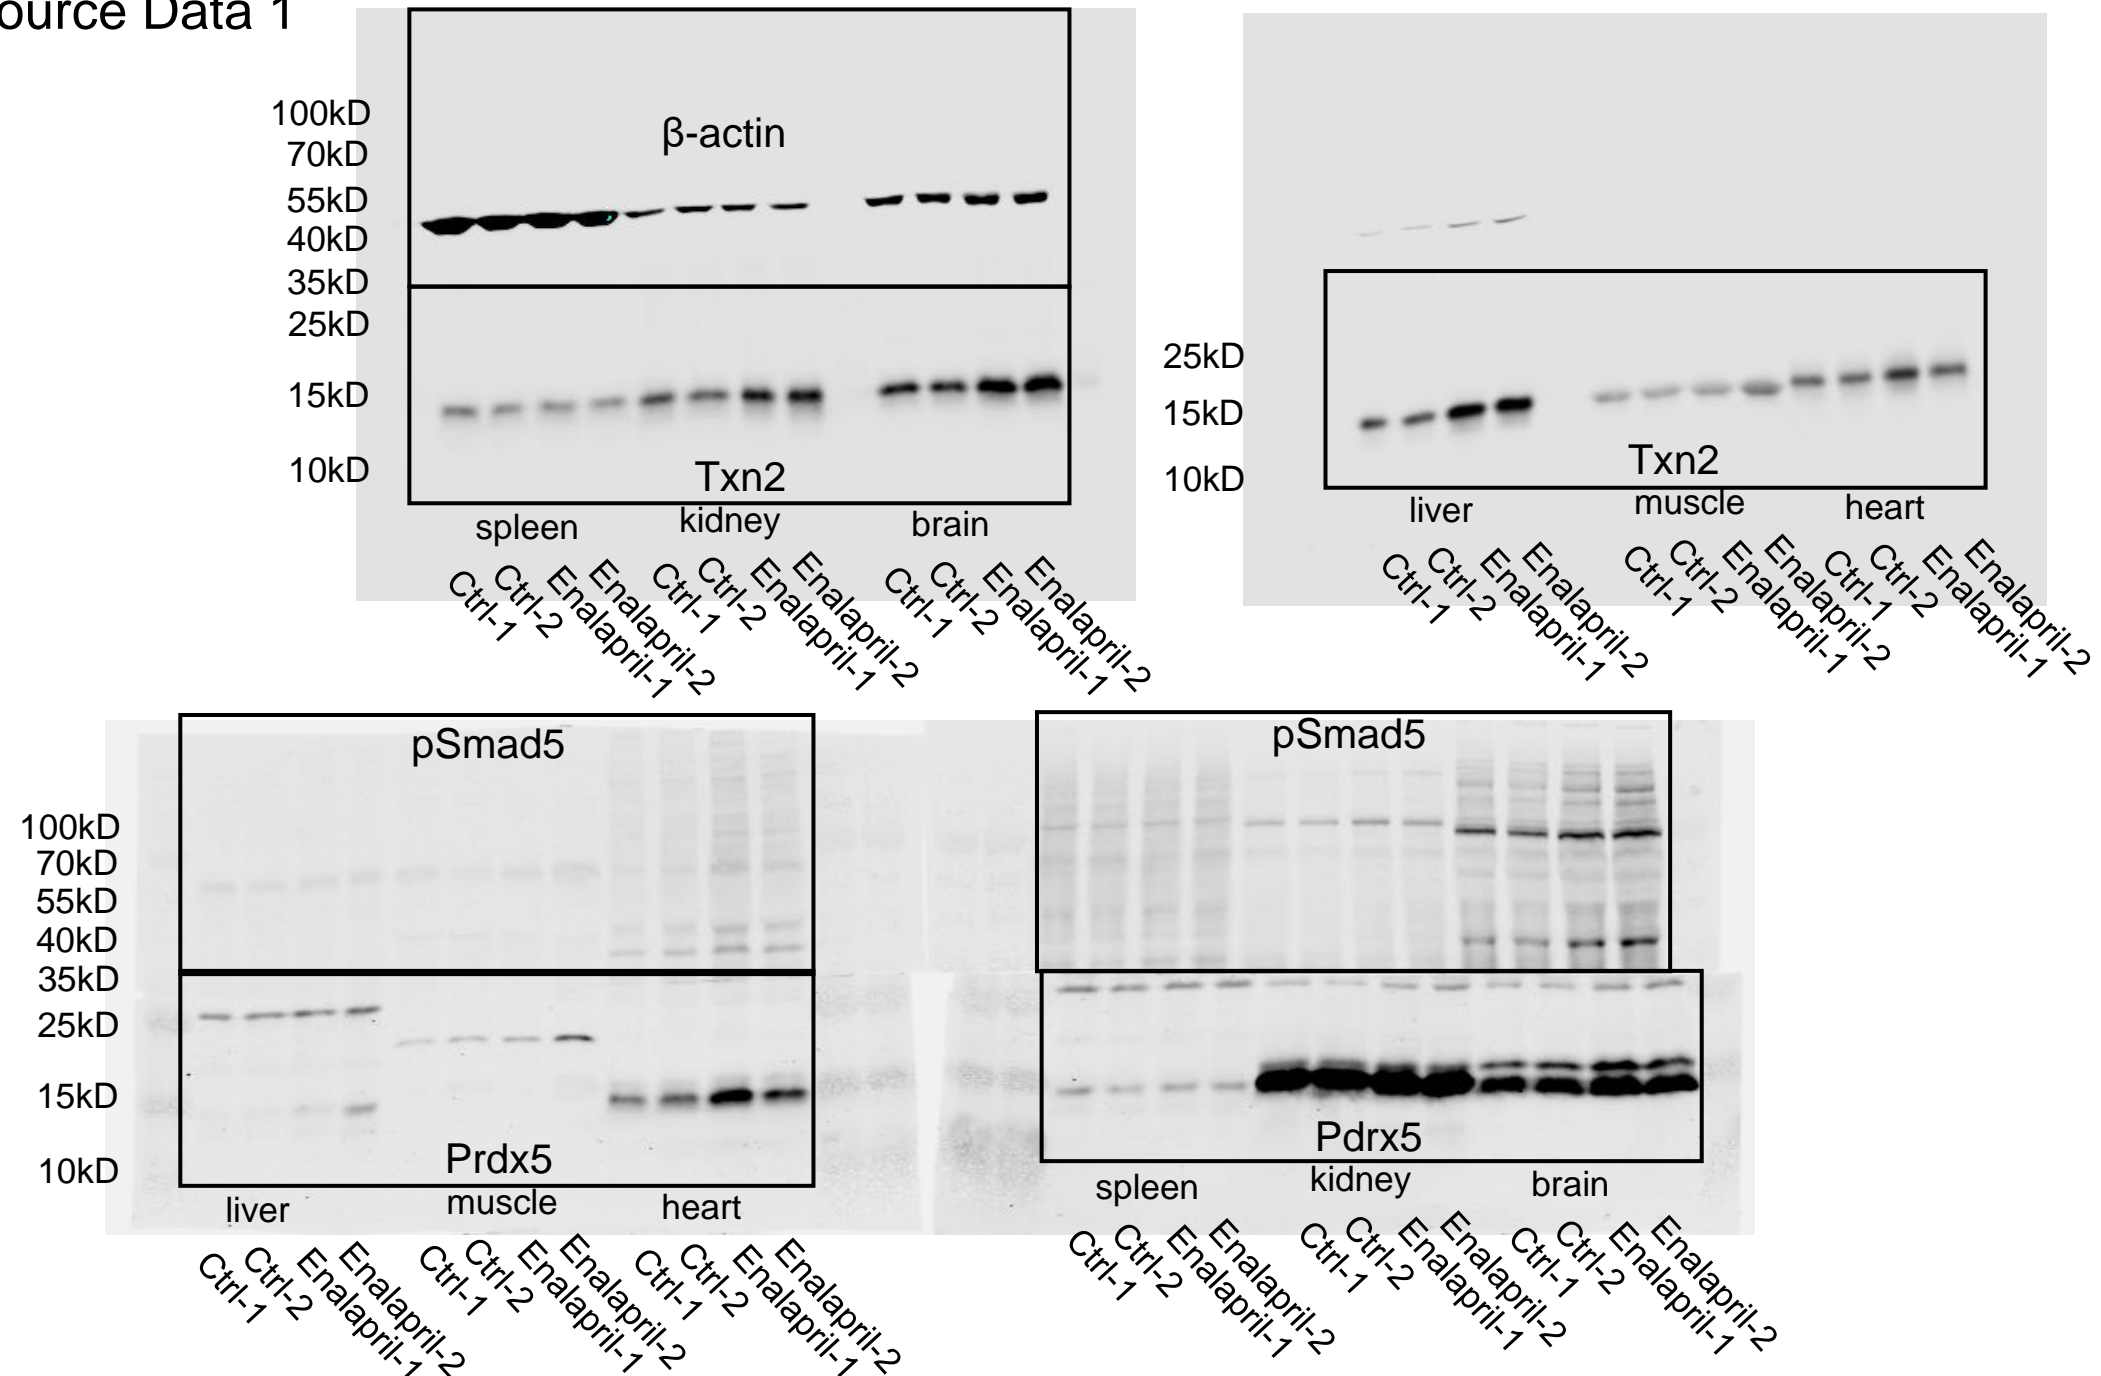 ource Data 1
100kD
70kD
55kD
40kD
35kD
25kD
15kD
10kD
β-actin
Txn2
spleen
kidney
brain
Ctrl-1
Ctrl-2
Enalapril-1
Enalapril-2
Ctrl-1
Ctrl-2
Enalapril-1
Enalapril-2
Ctrl-1
Ctrl-2
Enalapril-1
Enalapril-2
25kD
15kD
10kD
Txn2
liver
muscle
heart
Ctrl-1
Ctrl-2
Enalapril-1
Enalapril-2
Ctrl-1
Ctrl-2
Enalapril-1
Enalapril-2
Ctrl-1
Ctrl-2
Enalapril-1
Enalapril-2
pSmad5
100kD
70kD
55kD
40kD
35kD
25kD
15kD
10kD
Prdx5
liver
muscle
heart
Ctrl-1
Ctrl-2
Enalapril-1
Enalapril-2
Ctrl-1
Ctrl-2
Enalapril-1
Enalapril-2
Ctrl-1
Ctrl-2
Enalapril-1
Enalapril-2
pSmad5
Pdrx5
spleen
kidney
brain
Ctrl-1
Ctrl-2
Enalapril-1
Enalapril-2
Ctrl-1
Ctrl-2
Enalapril-1
Enalapril-2
Ctrl-1
Ctrl-2
Enalapril-1
Enalapril-2